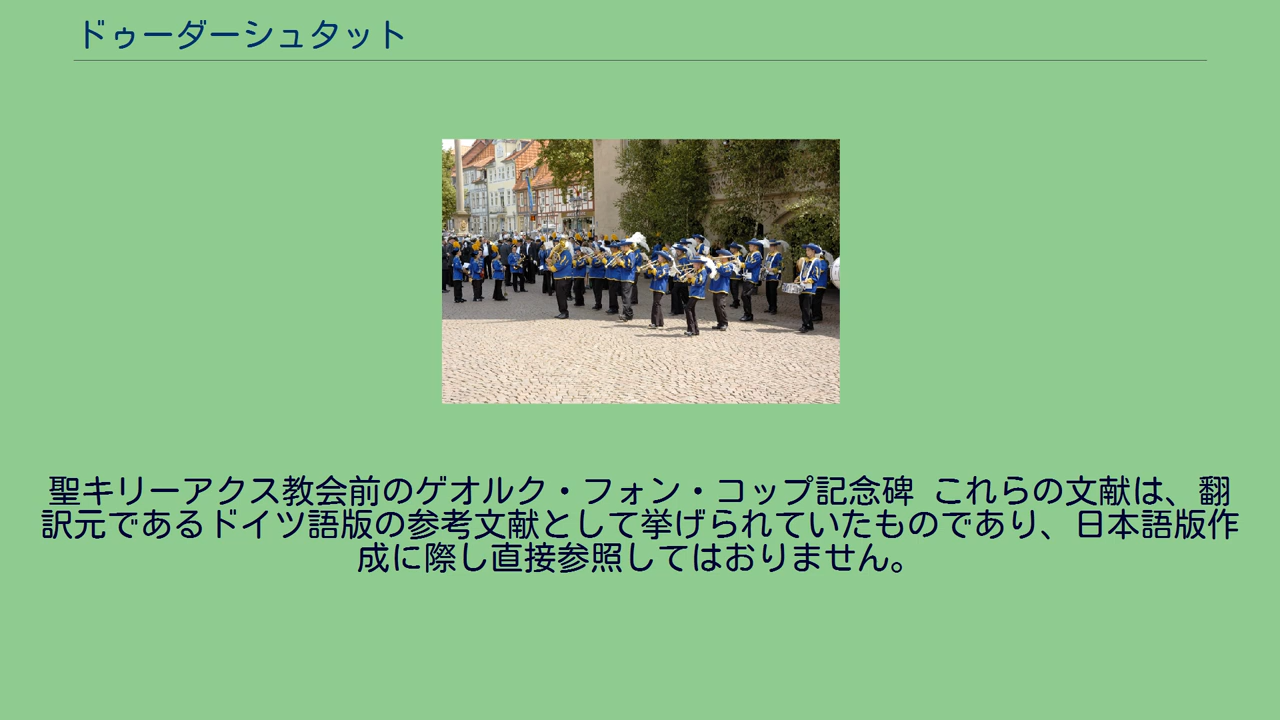 ドゥーダーシュタット
聖キリーアクス教会前のゲオルク・フォン・コップ記念碑 これらの文献は、翻
訳元であるドイツ語版の参考文献として挙げられていたものであり、日本語版作
成に際し直接参照してはおりません。